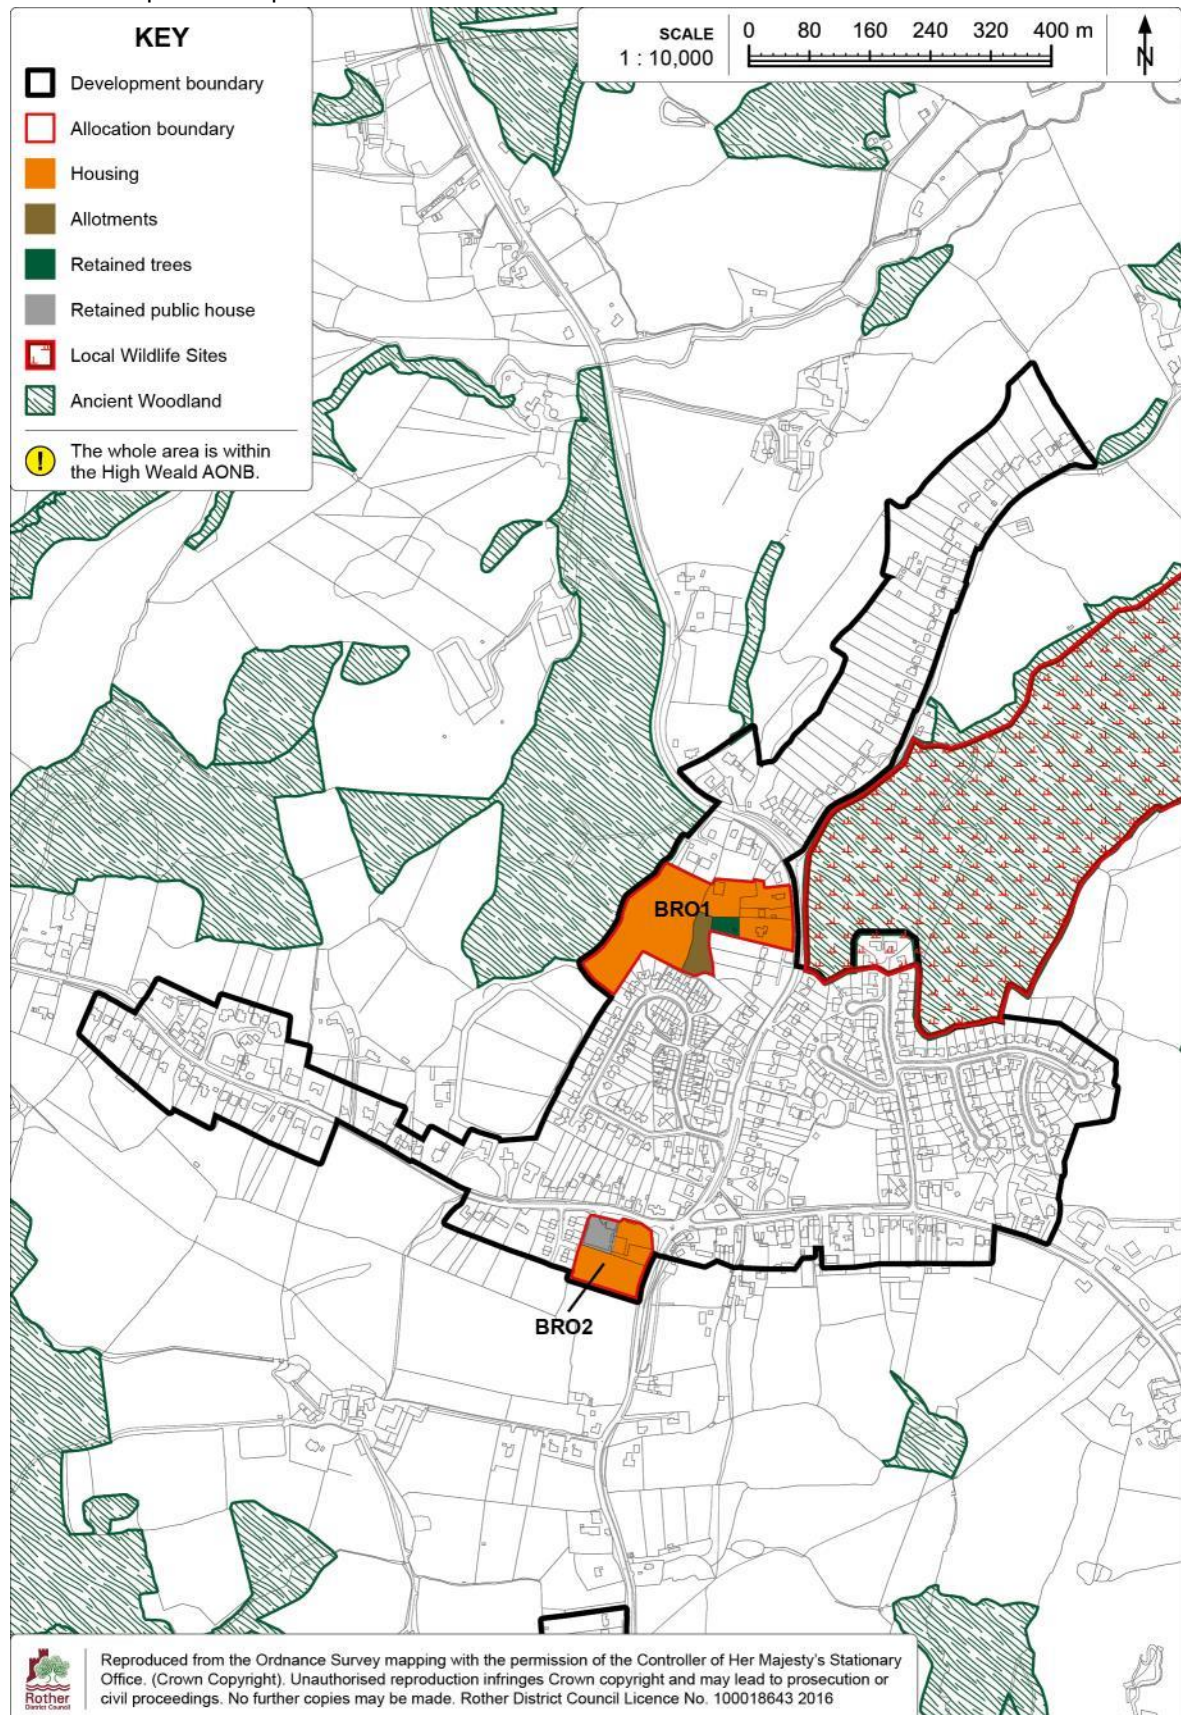 KEY
Development boundary
Allocation boundary
Housing
Allotments
Retained trees
Retained public house
Local Wildlife Sites
Ancient Woodland
! The whole area is within
the High Weald AONB.
SCALE
1 : 10,000
0 80 160 240 320 400 m
N
BRO1
BRO2
Rother
District Council
Reproduced from the Ordnance Survey mapping with the permission of the Controller of Her Majesty's Stationary
Office. (Crown Copyright). Unauthorised reproduction infringes Crown copyright and may lead to prosecution or
civil proceedings. No further copies may be made. Rother District Council Licence No. 100018643 2016